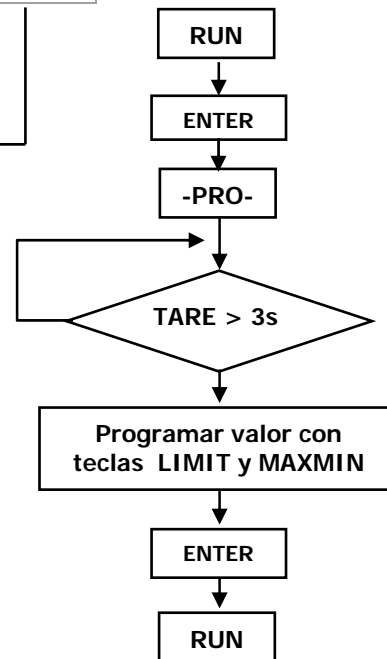 RUN
ENTER
-PRO-
TARE > 3s
Programar valor con
teclas LIMIT y MAXMIN
ENTER
RUN